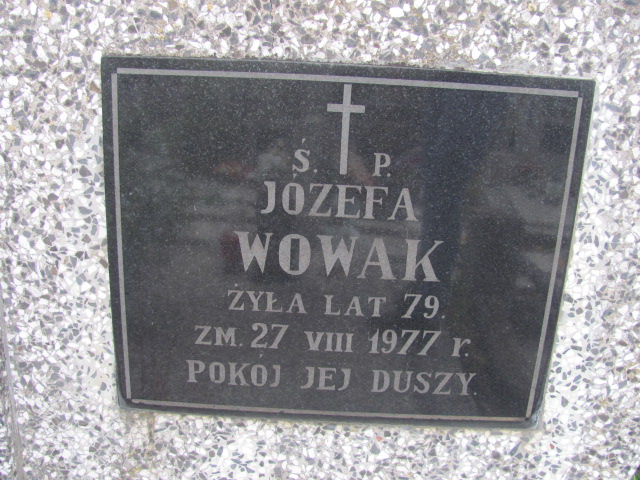 Ś. P.
JÓZEFA
WOWAK
ŻYŁA LAT 79.
ZM. 27 VIII 1977 r.
POKÓJ JEJ DUSZY.